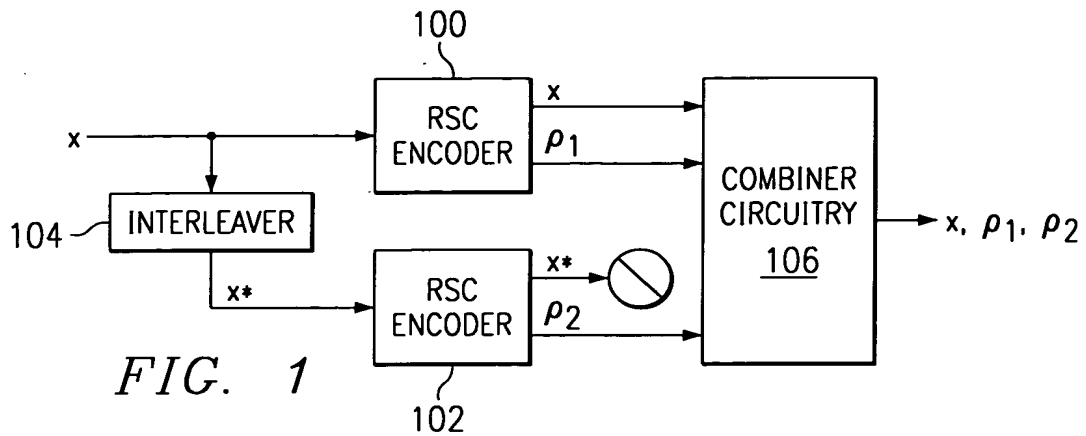 100
x
RSC
ENCODER
x
ρ1
COMBINER
CIRCUITRY
106
x, ρ1, ρ2
104
INTERLEAVER
x*
RSC
ENCODER
x*
ρ2
102
FIG. 1